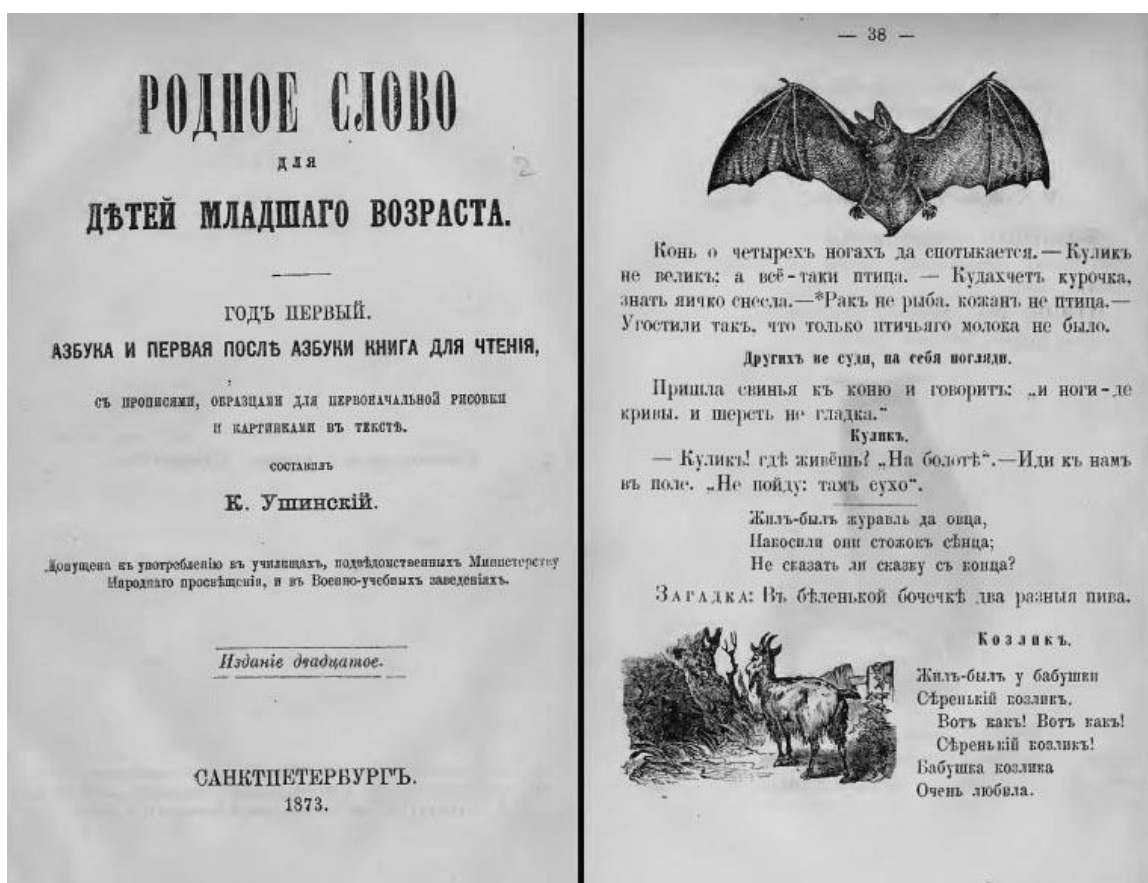 РОДНОЕ СЛОВО
ДЛЯ
2
ДѢТЕЙ МЛАДШАГО ВОЗРАСТА.
ГОДЪ ПЕРВЫЙ.
АЗБУКА И ПЕРВАЯ ПОСЛѢ АЗБУКИ КНИГА ДЛЯ ЧТЕНІЯ,
СЪ ПРОПИСЯМИ, ОБРАЗЦАМИ ДЛЯ ПЕРВОНАЧАЛЬНОЙ РИСОВКИ
И КАРТИНКАМИ ВЪ ТЕКСТѢ.
СОСТАВИЛЪ
К. Ушинскій.
Допущена къ употребленію въ училищахъ, подвѣдомственныхъ Министерству
Народнаго просвѣщенія, и въ Военно-учебныхъ заведеніяхъ.
Изданіе двадцатое.
САНКТПЕТЕРБУРГЪ.
1873.
— 38 —
Конь о четырехъ ногахъ да спотыкается. — Куликъ
не великъ: а всё-таки птица. — Кудахчетъ курочка,
знать яичко снесла.—*Ракъ не рыба, кожанъ не птица.—
Угостили такъ, что только птичьяго молока не было.
Другихъ не суди, на себя погляди.
Пришла свинья къ коню и говоритъ: „и ноги-де
кривы, и шерсть не гладка.“
Куликъ.
— Куликъ! гдѣ живёшь? „На болотѣ“.—Иди къ намъ
въ поле. „Не пойду: тамъ сухо“.
Жилъ-былъ журавль да овца,
Накосили они стожокъ сѣнца;
Не сказать ли сказку съ конца?
ЗАГАДКА: Въ бѣленькой бочечкѣ два разныя пива.
Козликъ.
Жилъ-былъ у бабушки
Сѣренькій козликъ,
Вотъ какъ! Вотъ какъ!
Сѣренькій козликъ!
Бабушка козлика
Очень любила.